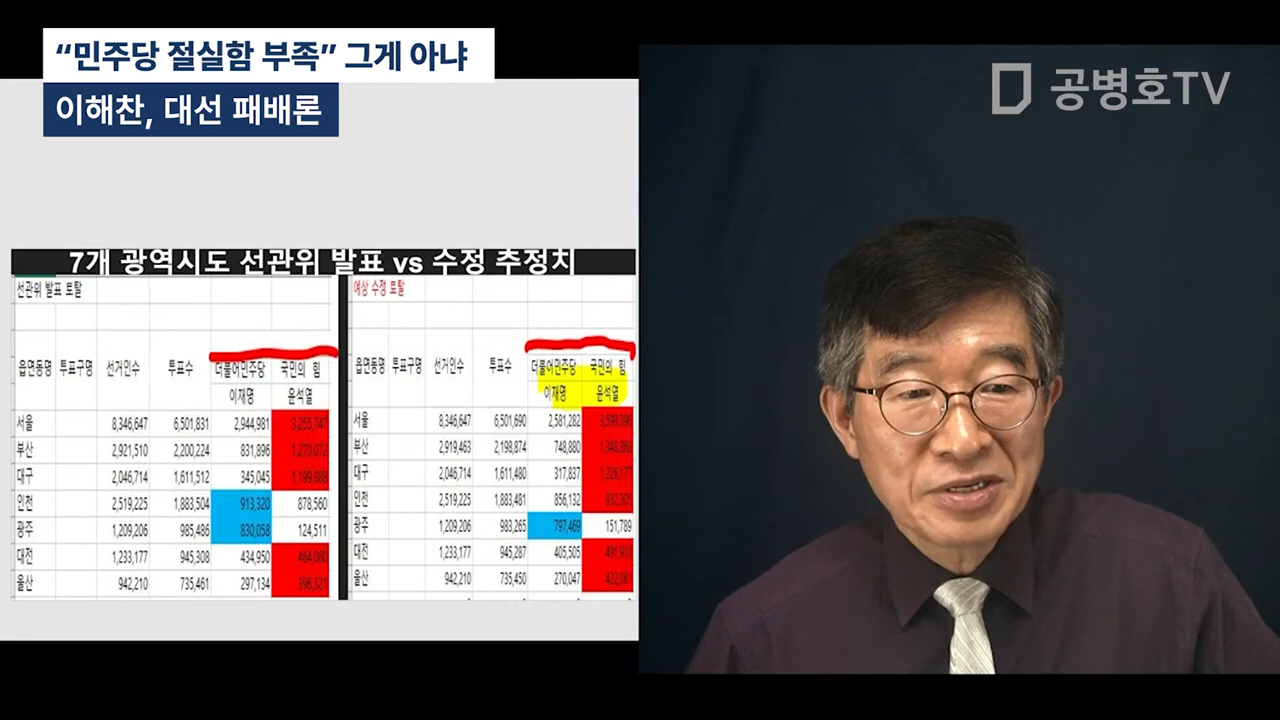 “민주당 절실함 부족” 그게 아냐
이해찬, 대선 패배론
공병호TV
7개 광역시도 선관위 발표 vs 수정 추정치
선관위 발표 토탈
읍면동명 투표구명 선거인수 투표수 더불어민주당 국민의 힘
이재명 윤석열
서울 8,346,647 6,501,831 2,944,981
부산 2,921,510 2,200,224 831,896 1,270,072
대구 2,046,714 1,611,512 345,045 1,199,888
인천 2,519,225 1,883,504 913,320 878,560
광주 1,209,206 985,486 830,058 124,511
대전 1,233,177 945,308 434,950 464,060
울산 942,210 735,461 297,134 396,321
예상 수정 토탈
읍면동명 투표구명 선거인수 투표수 더불어민주당 국민의 힘
이재명 윤석열
서울 8,346,647 6,501,690 2,581,282
부산 2,919,463 2,198,874 748,880
대구 2,046,714 1,611,480 317,837
인천 2,519,225 1,883,481 856,132
광주 1,209,206 983,265 797,469 151,789
대전 1,233,177 945,287 405,505
울산 942,210 735,450 270,047